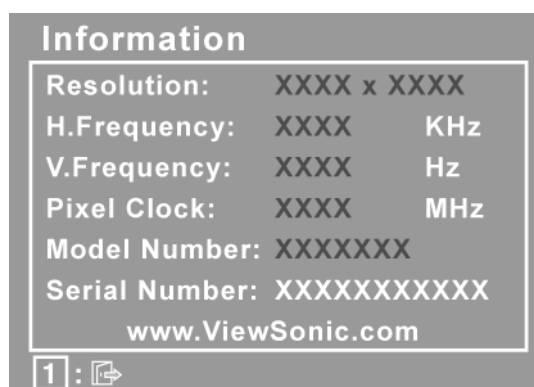 Information
Resolution: XXXX x XXXX
H.Frequency: XXXX KHz
V.Frequency: XXXX Hz
Pixel Clock: XXXX MHz
Model Number: XXXXXXX
Serial Number: XXXXXXXXXXX
www.ViewSonic.com
1 :